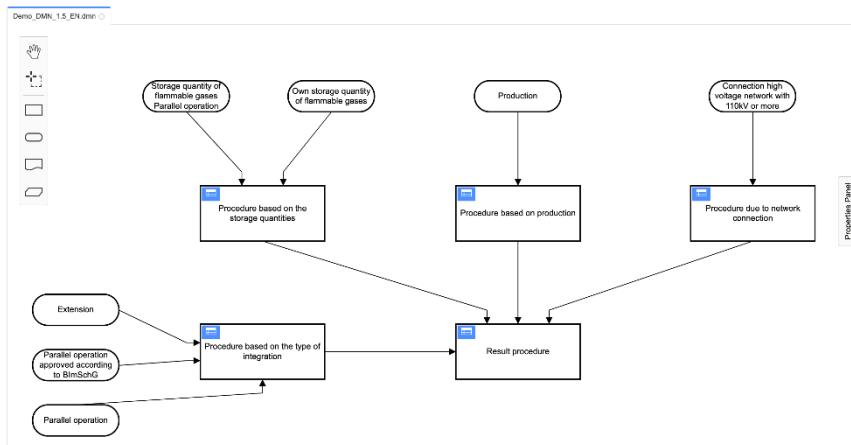 Demo_DMN_1.5_EN.dmn
Storage quantity of
flammable gases
Parallel operation
Own storage quantity
of flammable gases
Production
Connection high
voltage network with
110kV or more
Procedure based on the
storage quantities
Procedure based on production
Procedure due to network
connection
Properties Panel
Extension
Parallel operation
approved according
to BImSchG
Parallel operation
Procedure based on the type of
integration
Result procedure